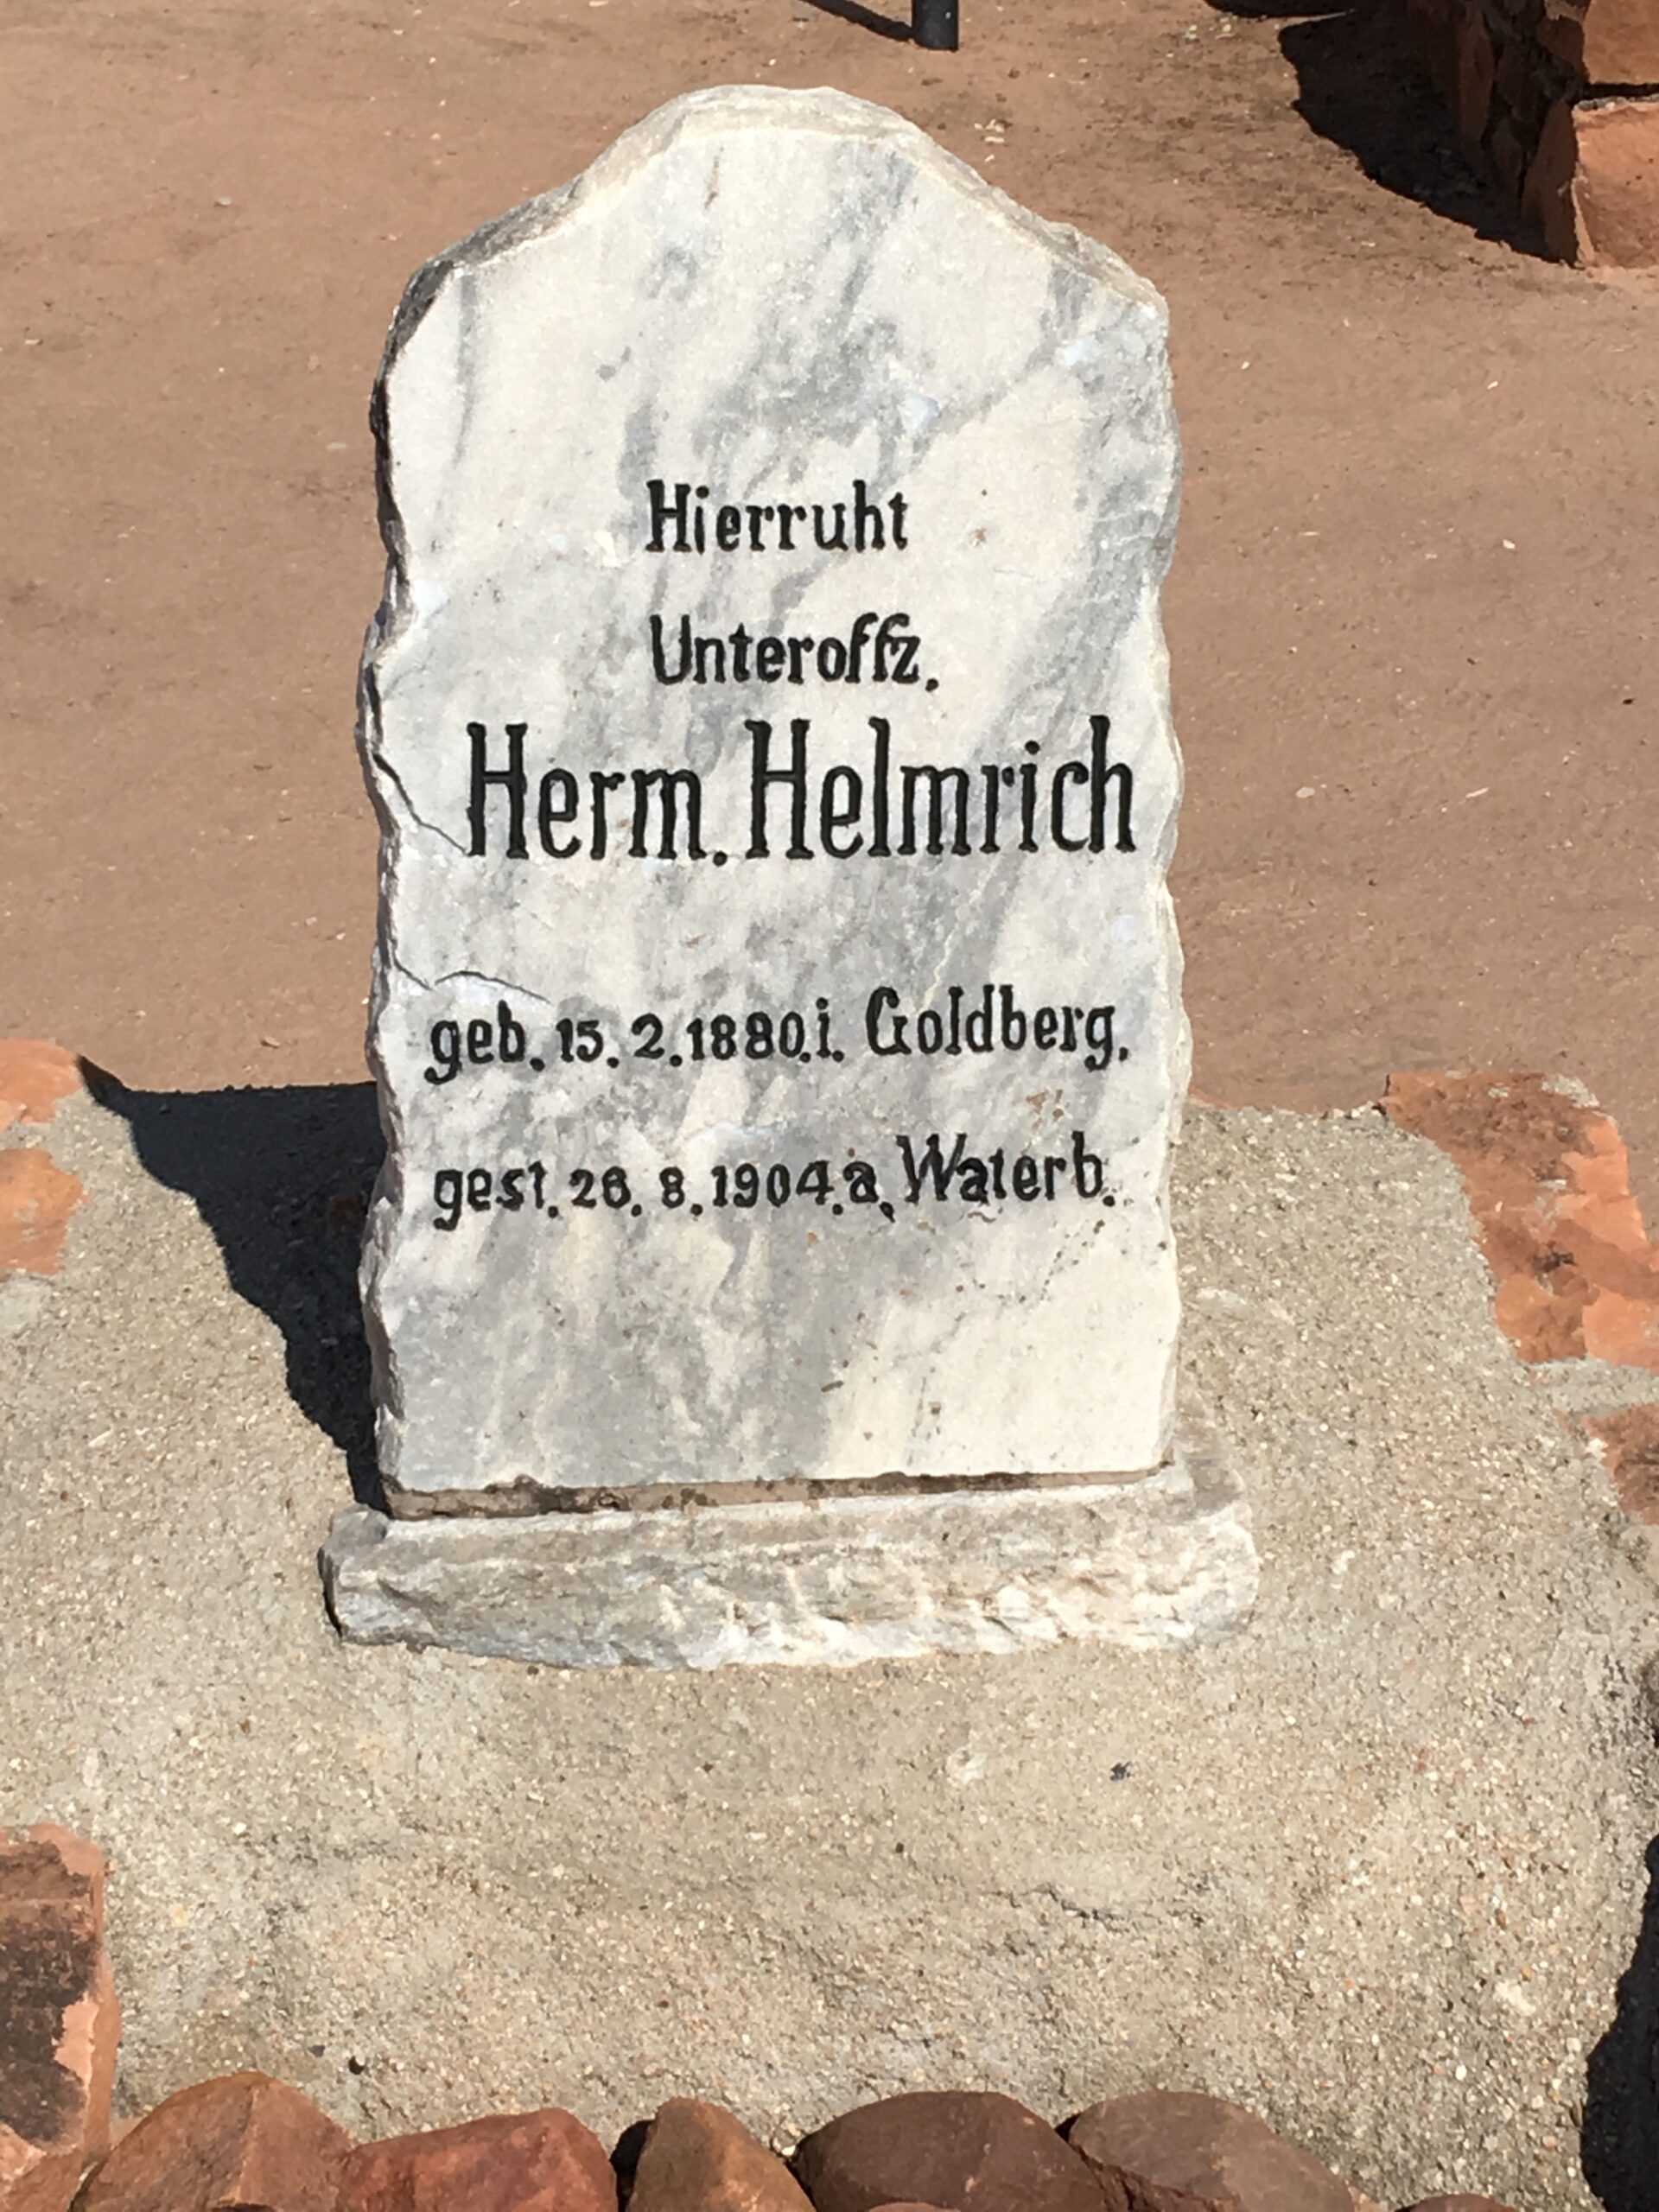 Hierruht
Unteroffz.
Herm. Helmrich
geb. 15. 2. 1880. i. Goldberg.
gest. 26. 8. 1904. a. Waterb.